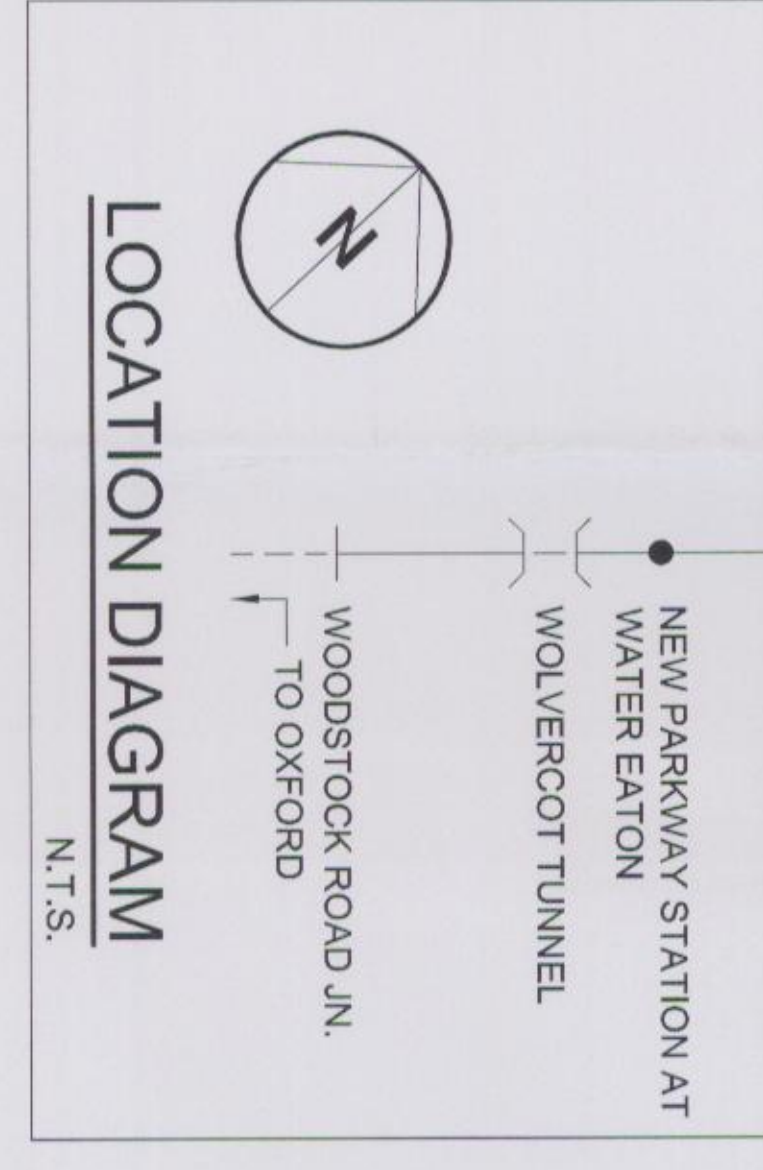 NEW PARKWAY STATION AT
WATER EATON
WOLVERCOT TUNNEL
WOODSTOCK ROAD JN.
TO OXFORD
N
LOCATION DIAGRAM
N.T.S.